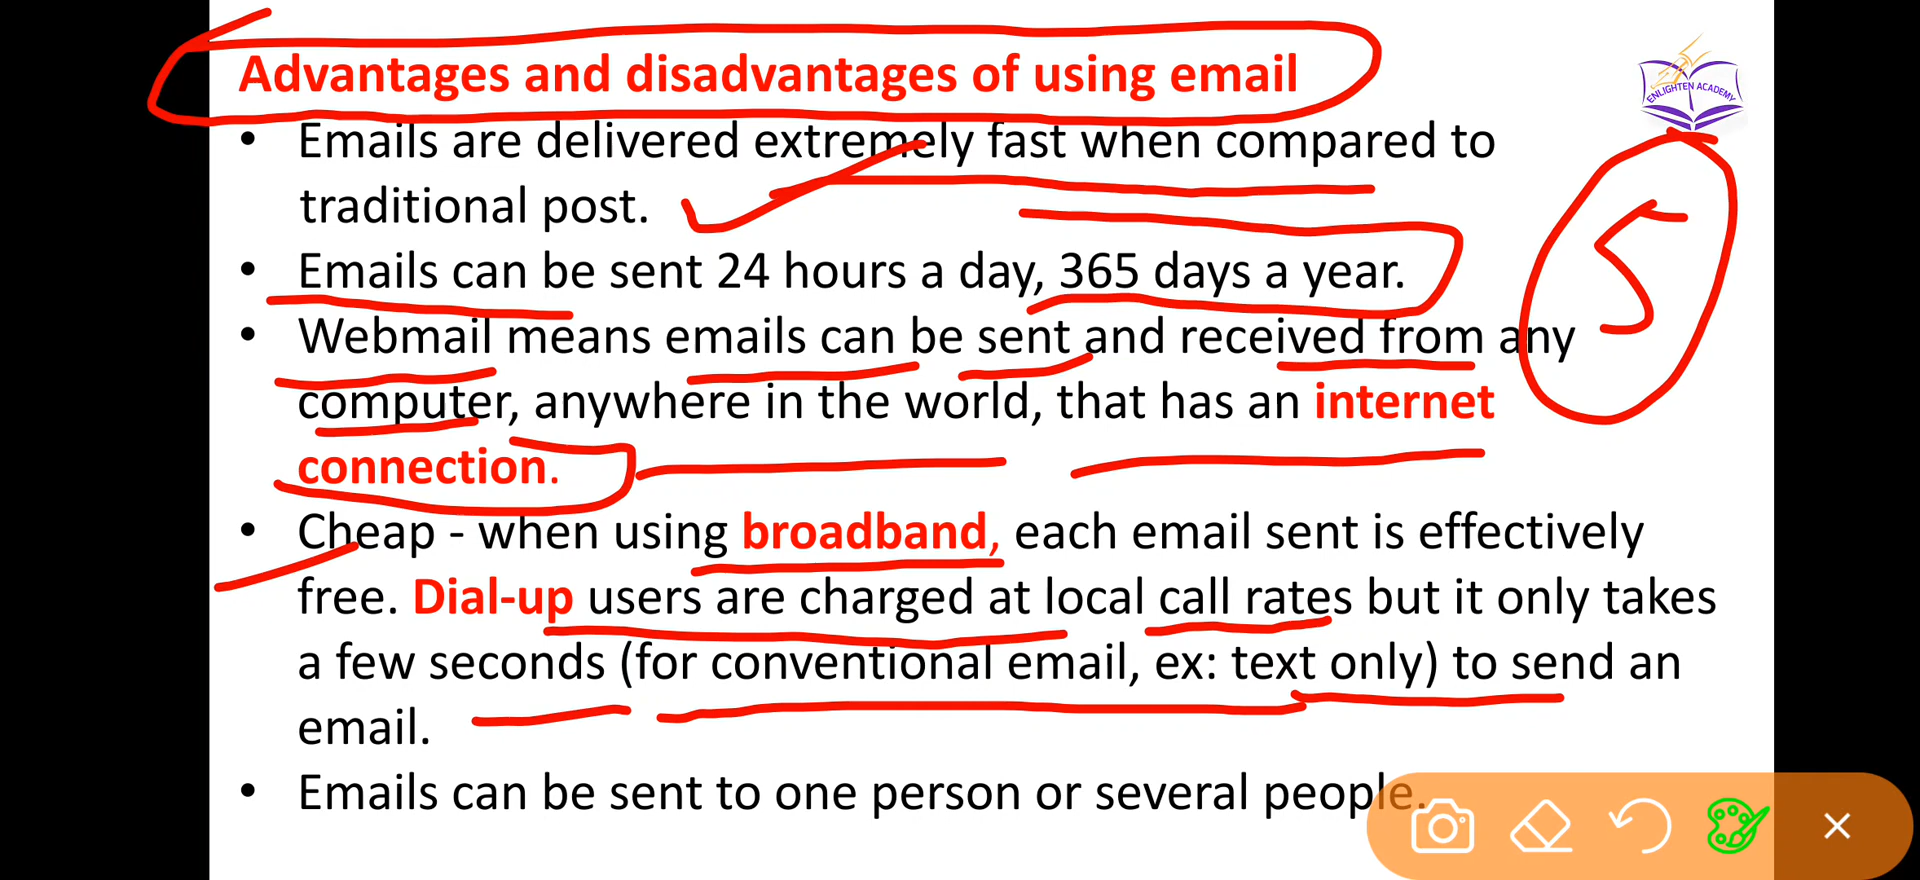 Advantages and disadvantages of using email
ENLIGHTEN ACADEMY
• Emails are delivered extremely fast when compared to
traditional post.
• Emails can be sent 24 hours a day, 365 days a year.
5
• Webmail means emails can be sent and received from any
computer, anywhere in the world, that has an internet
connection.
• Cheap - when using broadband, each email sent is effectively
free. Dial-up users are charged at local call rates but it only takes
a few seconds (for conventional email, ex: text only) to send an
email.
• Emails can be sent to one person or several people.